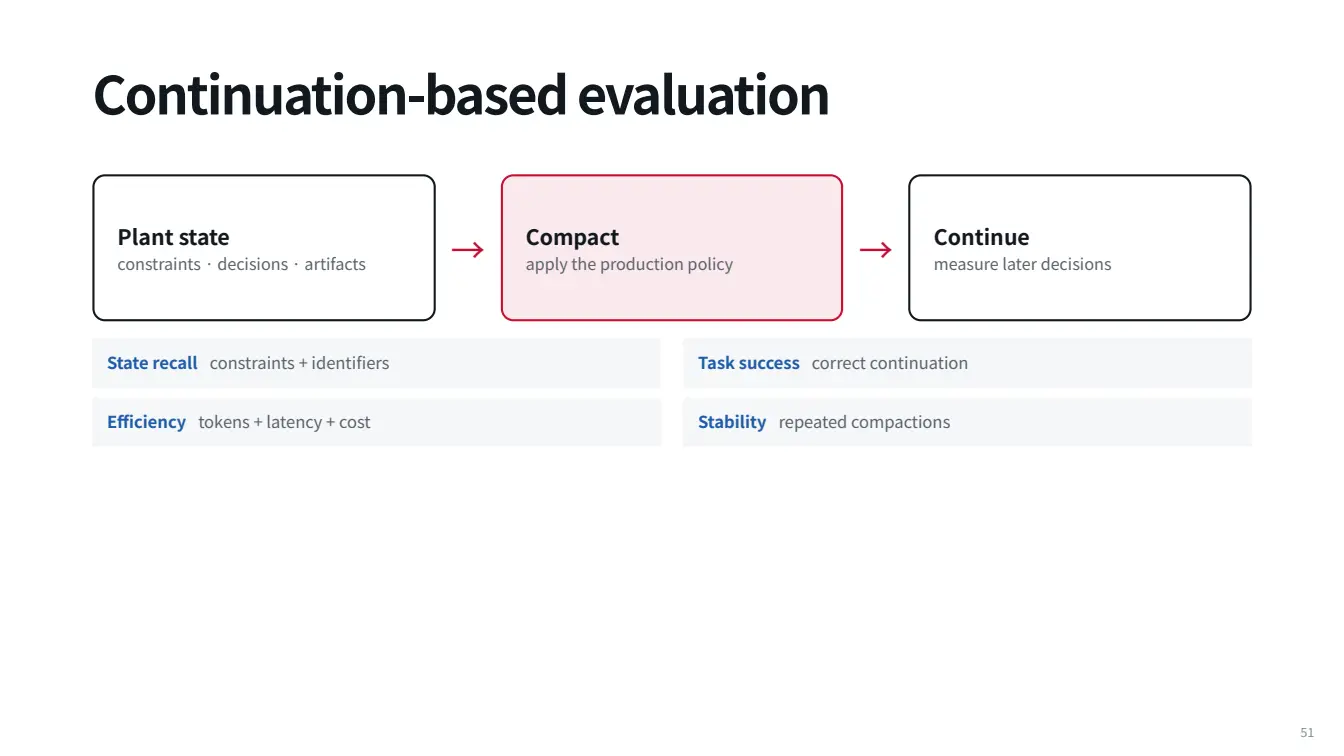 Continuation-based evaluation
Plant state
constraints · decisions · artifacts
→
Compact
apply the production policy
→
Continue
measure later decisions
State recall constraints + identifiers
Task success correct continuation
Efficiency tokens + latency + cost
Stability repeated compactions
51